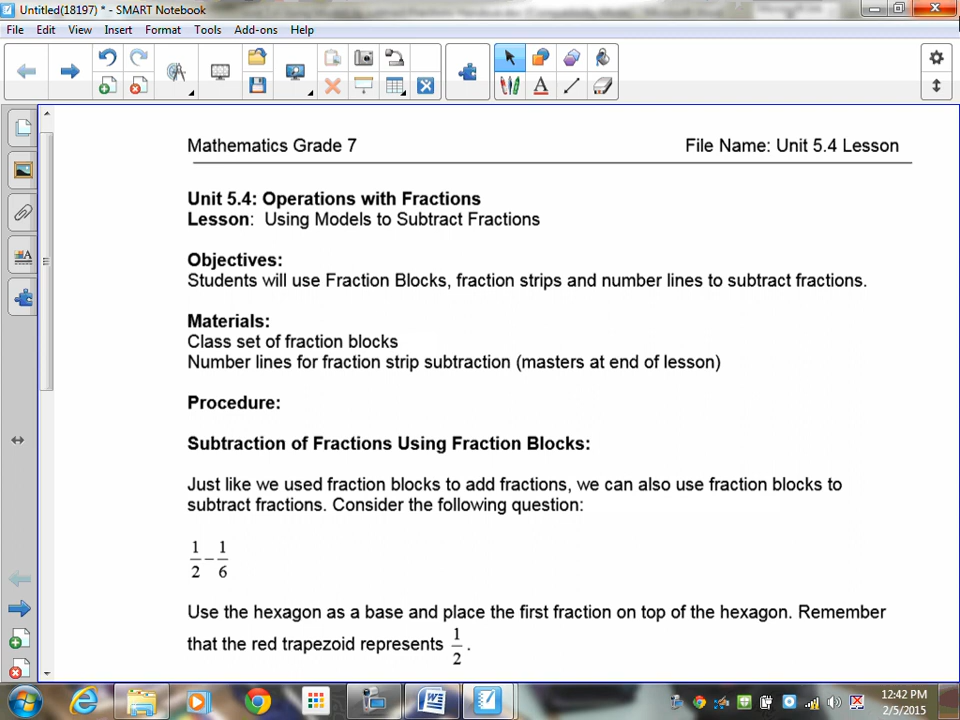 Untitled(18197) * - SMART Notebook
File Edit View Insert Format Tools Add-ons Help
Mathematics Grade 7 File Name: Unit 5.4 Lesson
Unit 5.4: Operations with Fractions
Lesson: Using Models to Subtract Fractions
Objectives:
Students will use Fraction Blocks, fraction strips and number lines to subtract fractions.
Materials:
Class set of fraction blocks
Number lines for fraction strip subtraction (masters at end of lesson)
Procedure:
Subtraction of Fractions Using Fraction Blocks:
Just like we used fraction blocks to add fractions, we can also use fraction blocks to
subtract fractions. Consider the following question:
1/2 - 1/6
Use the hexagon as a base and place the first fraction on top of the hexagon. Remember
that the red trapezoid represents 1/2.
12:42 PM
2/5/2015